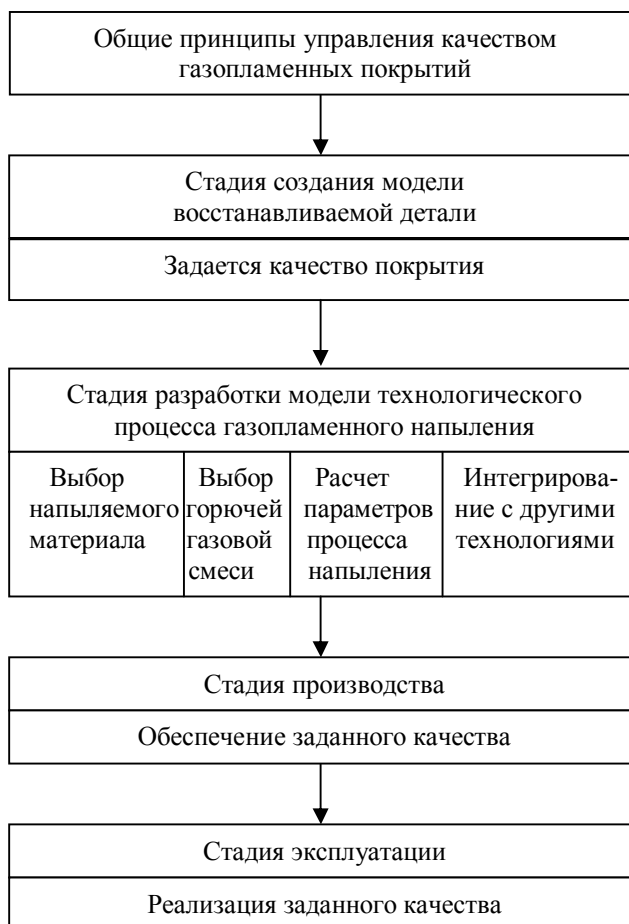 Общие принципы управления качеством
газопламенных покрытий
Стадия создания модели
восстанавливаемой детали
Задается качество покрытия
Стадия разработки модели технологического
процесса газопламенного напыления
Выбор
напыляемого
материала
Выбор
горючей
газовой
смеси
Расчет
параметров
процесса
напыления
Интегрирова-
ние с другими
технологиями
Стадия производства
Обеспечение заданного качества
Стадия эксплуатации
Реализация заданного качества